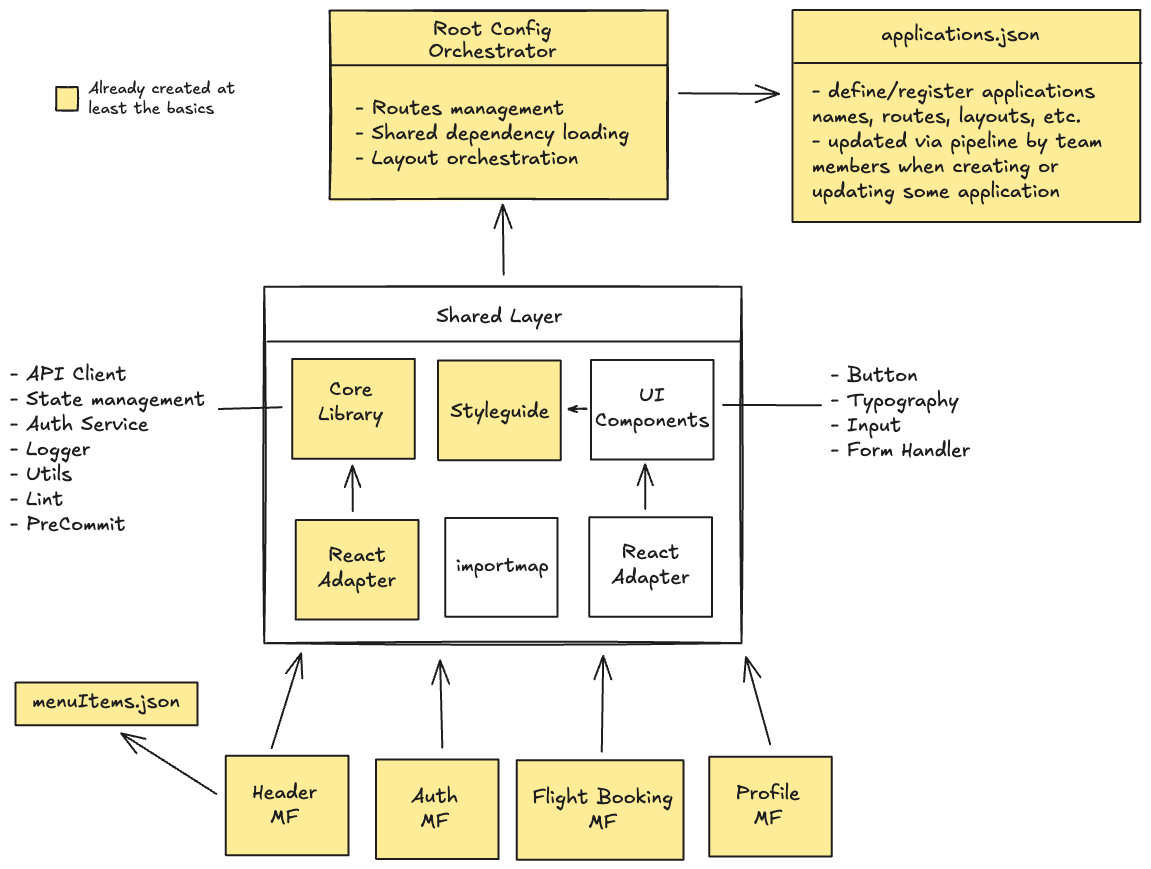 Root Config
Orchestrator
- Routes management
- Shared dependency loading
- Layout orchestration
applications.json
- define/register applications
names, routes, layouts, etc.
- updated via pipeline by team
members when creating or
updating some application
Already created at
least the basics
Shared Layer
- API Client
- State management
- Auth Service
- Logger
- Utils
- Lint
- PreCommit
Core
Library
Styleguide
UI
Components
- Button
- Typography
- Input
- Form Handler
React
Adapter
importmap
React
Adapter
menuItems.json
Header
MF
Auth
MF
Flight Booking
MF
Profile
MF